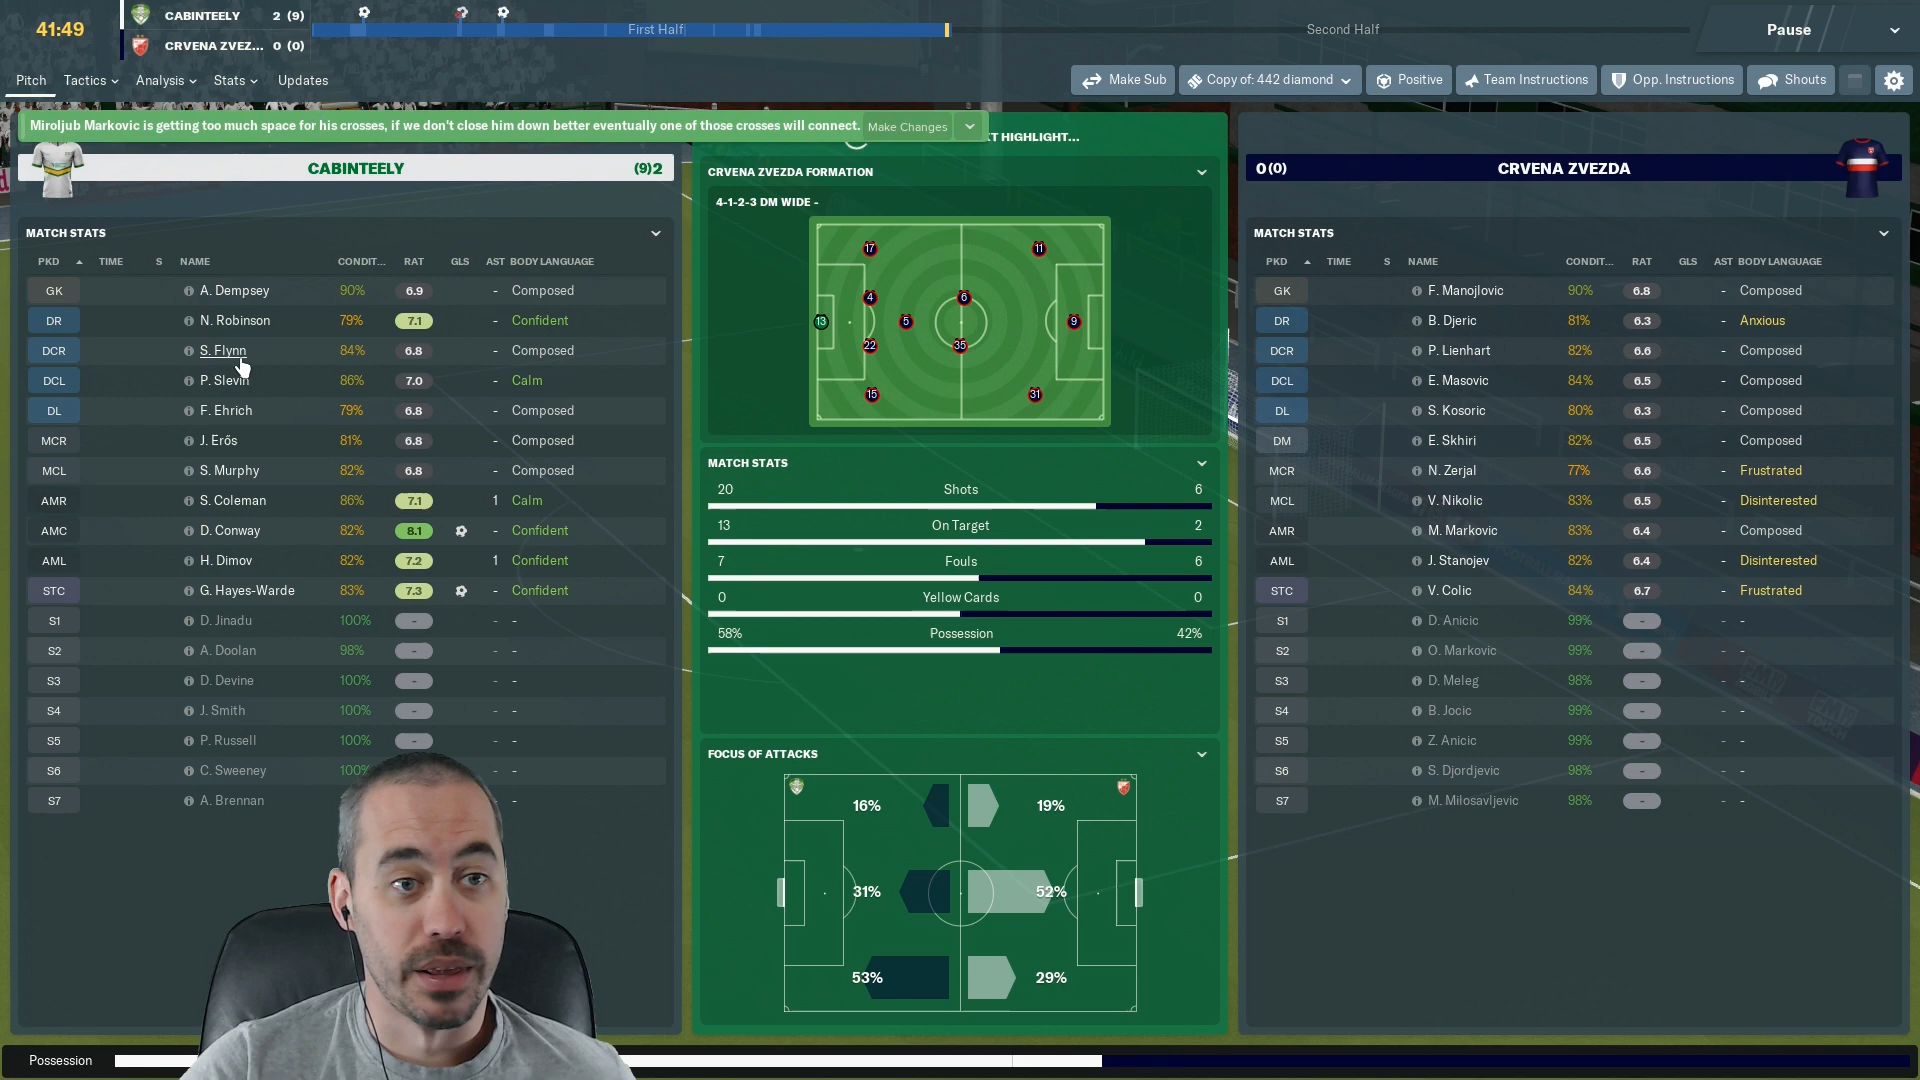 41:49
CABINTEELY 2 (9)
CRVENA ZVEZ... 0 (0)
First Half
Second Half
Pause
Pitch
Tactics
Analysis
Stats
Updates
Make Sub
Copy of: 442 diamond
Positive
Team Instructions
Opp. Instructions
Shouts
Miroljub Markovic is getting too much space for his crosses, if we don't close him down better eventually one of those crosses will connect.
Make Changes
HIGHLIGHT...
CABINTEELY (9)2
MATCH STATS
PKD TIME S NAME CONDIT... RAT GLS AST BODY LANGUAGE
GK A. Dempsey 90% 6.9 - Composed
DR N. Robinson 79% 7.1 - Confident
DCR S. Flynn 84% 6.8 - Composed
DCL P. Slevin 86% 7.0 - Calm
DL F. Ehrich 79% 6.8 - Composed
MCR J. Erős 81% 6.8 - Composed
MCL S. Murphy 82% 6.8 - Composed
AMR S. Coleman 86% 7.1 1 Calm
AMC D. Conway 82% 8.1 - Confident
AML H. Dimov 82% 7.2 1 Confident
STC G. Hayes-Warde 83% 7.3 - Confident
S1 D. Jinadu 100% - - -
S2 A. Doolan 98% - - -
S3 D. Devine 100% - - -
S4 J. Smith 100% - - -
S5 P. Russell 100% - - -
S6 C. Sweeney 100% - -
S7 A. Brennan -
CRVENA ZVEZDA FORMATION
4-1-2-3 DM WIDE -
17
11
4
6
13
5
9
22
35
15
31
MATCH STATS
20 Shots 6
13 On Target 2
7 Fouls 6
0 Yellow Cards 0
58% Possession 42%
FOCUS OF ATTACKS
16% 19%
31% 52%
53% 29%
0(0) CRVENA ZVEZDA
MATCH STATS
PKD TIME S NAME CONDIT... RAT GLS AST BODY LANGUAGE
GK F. Manojlovic 90% 6.8 - Composed
DR B. Djeric 81% 6.3 - Anxious
DCR P. Lienhart 82% 6.6 - Composed
DCL E. Masovic 84% 6.5 - Composed
DL S. Kosoric 80% 6.3 - Composed
DM E. Skhiri 82% 6.5 - Composed
MCR N. Zerjal 77% 6.6 - Frustrated
MCL V. Nikolic 83% 6.5 - Disinterested
AMR M. Markovic 83% 6.4 - Composed
AML J. Stanojev 82% 6.4 - Disinterested
STC V. Colic 84% 6.7 - Frustrated
S1 D. Anicic 99% - - -
S2 O. Markovic 99% - - -
S3 D. Meleg 98% - - -
S4 B. Jocic 99% - - -
S5 Z. Anicic 99% - - -
S6 S. Djordjevic 98% - - -
S7 M. Milosavljevic 98% - - -
Possession